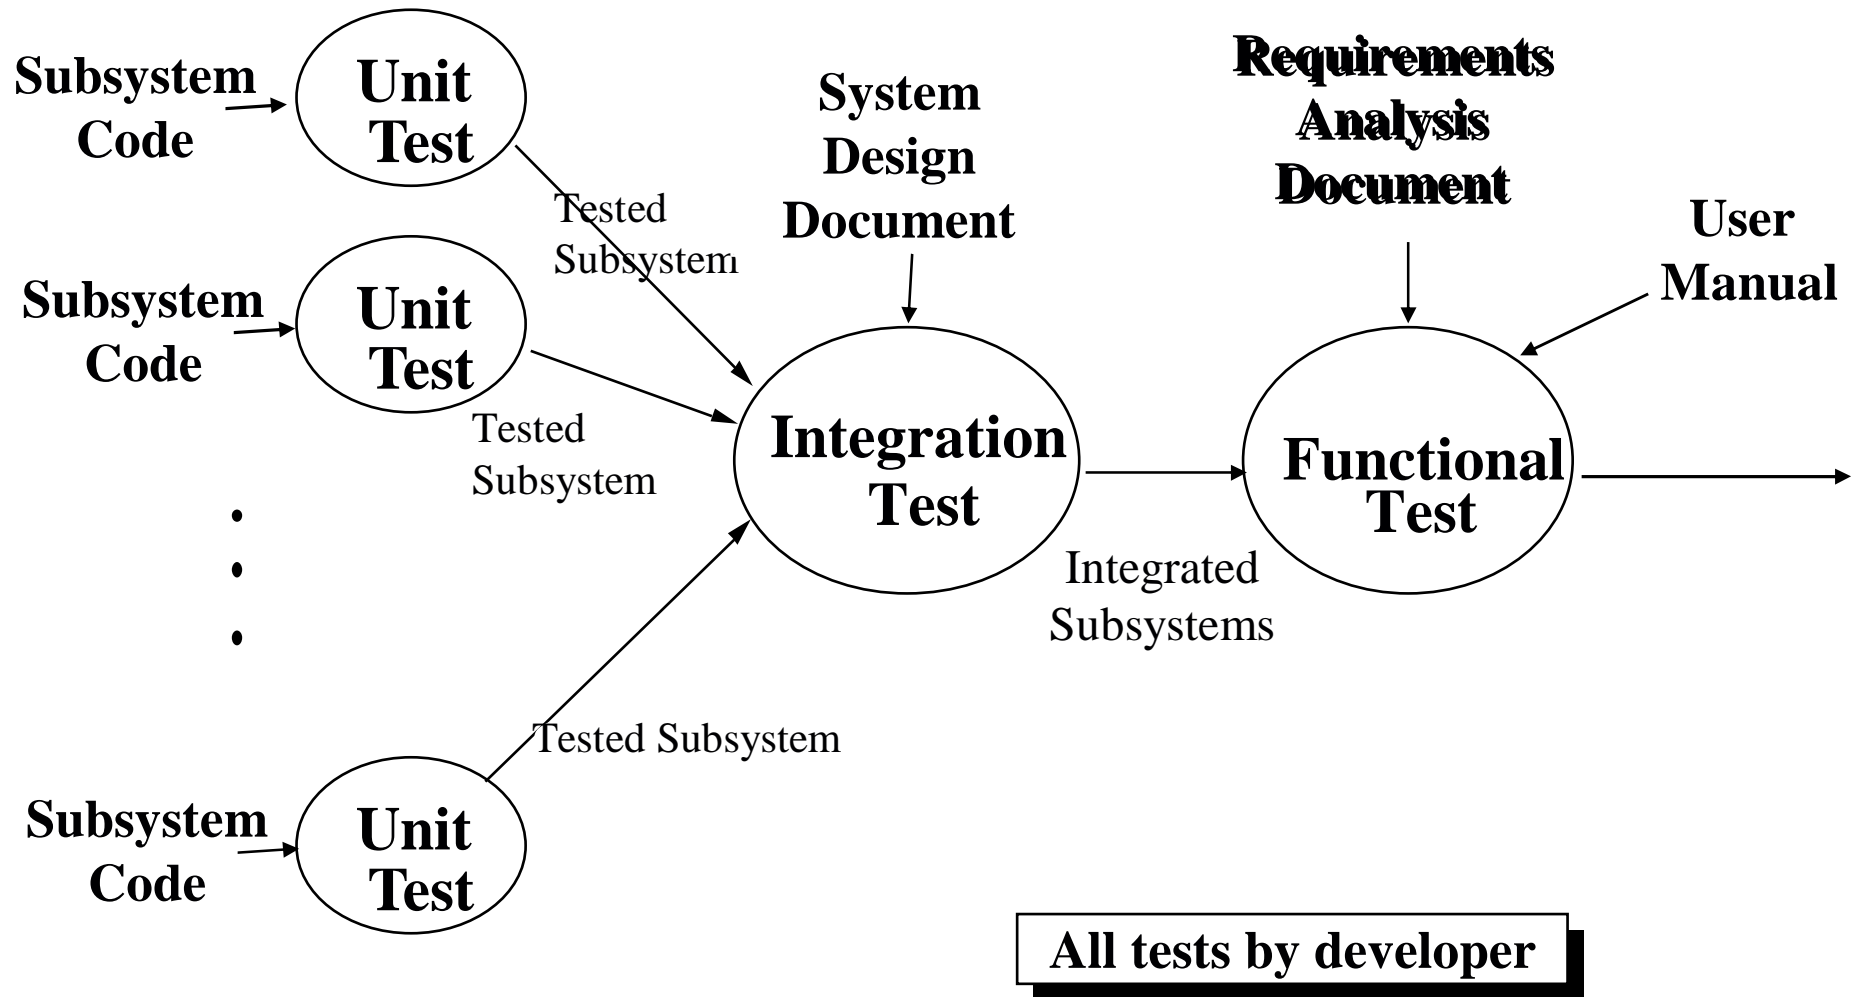 Subsystem
Code
Unit
Test
Tested
Subsystem
System
Design
Document
Requirements
Analysis
Document
User
Manual
Subsystem
Code
Unit
Test
Tested
Subsystem
Integration
Test
Functional
Test
Integrated
Subsystems
Tested Subsystem
Subsystem
Code
Unit
Test
All tests by developer